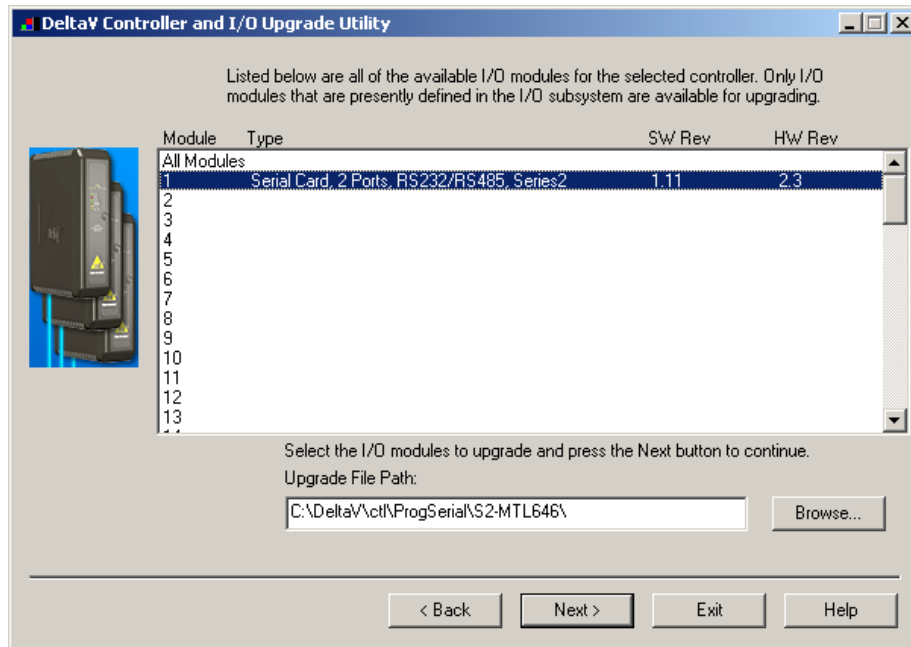 DeltaV Controller and I/O Upgrade Utility
Listed below are all of the available I/O modules for the selected controller. Only I/O
modules that are presently defined in the I/O subsystem are available for upgrading.
Module Type SW Rev HW Rev
All Modules
1 Serial Card, 2 Ports, RS232/RS485, Series2 1.11 2.3
2
3
4
5
6
7
8
9
10
11
12
13
Select the I/O modules to upgrade and press the Next button to continue.
Upgrade File Path:
C:\DeltaV\ctl\ProgSerial\S2-MTL646\
Browse...
< Back Next > Exit Help